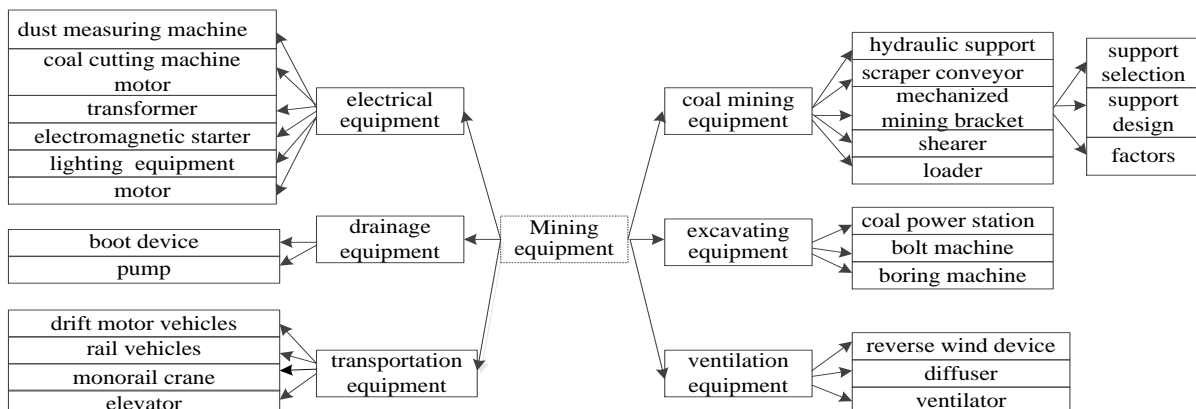 dust measuring machine
coal cutting machine
motor
transformer
electromagnetic starter
lighting equipment
motor
electrical
equipment
boot device
pump
drainage
equipment
drift motor vehicles
rail vehicles
monorail crane
elevator
transportation
equipment
Mining
equipment
coal mining
equipment
hydraulic support
scraper conveyor
mechanized
mining bracket
shearer
loader
support
selection
support
design
factors
excavating
equipment
coal power station
bolt machine
boring machine
ventilation
equipment
reverse wind device
diffuser
ventilator